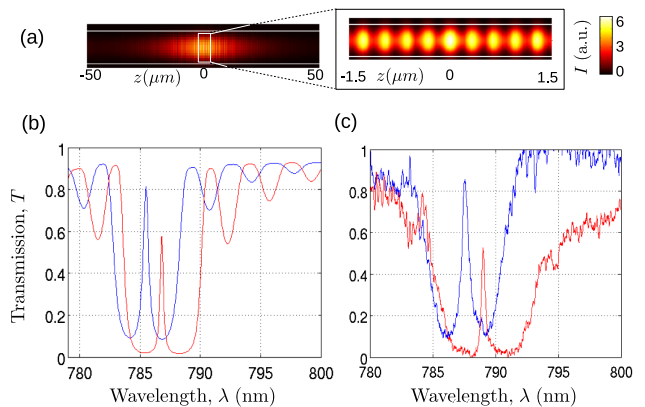 (a)
-50 z(μm) 0 50
-1.5 z(μm) 0 1.5
6
3
0
I (a.u.)
(b)
Transmission, T
1
0.8
0.6
0.4
0.2
0
780 785 790 795 800
Wavelength, λ (nm)
(c)
1
0.8
0.6
0.4
0.2
0
780 785 790 795 800
Wavelength, λ (nm)